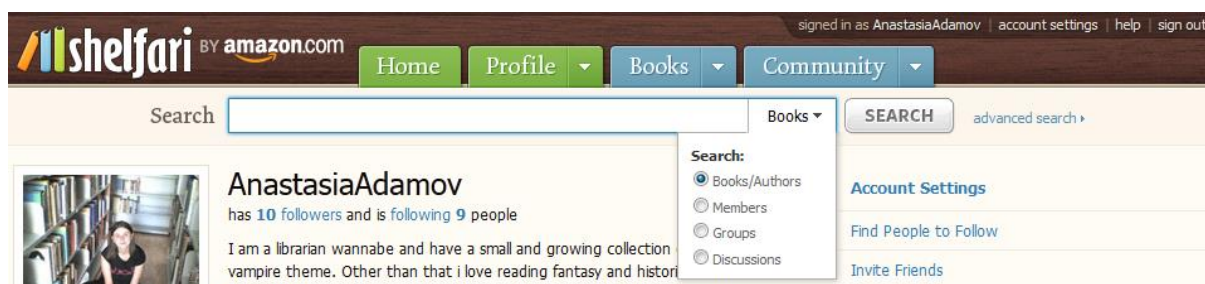 signed in as AnastasiaAdamov | account settings | help | sign out
shelfari BY amazon.com
Home Profile Books Community
Search Books SEARCH advanced search
Search:
Books/Authors
Members
Groups
Discussions
AnastasiaAdamov
has 10 followers and is following 9 people
I am a librarian wannabe and have a small and growing collection
vampire theme. Other than that i love reading fantasy and histori
Account Settings
Find People to Follow
Invite Friends